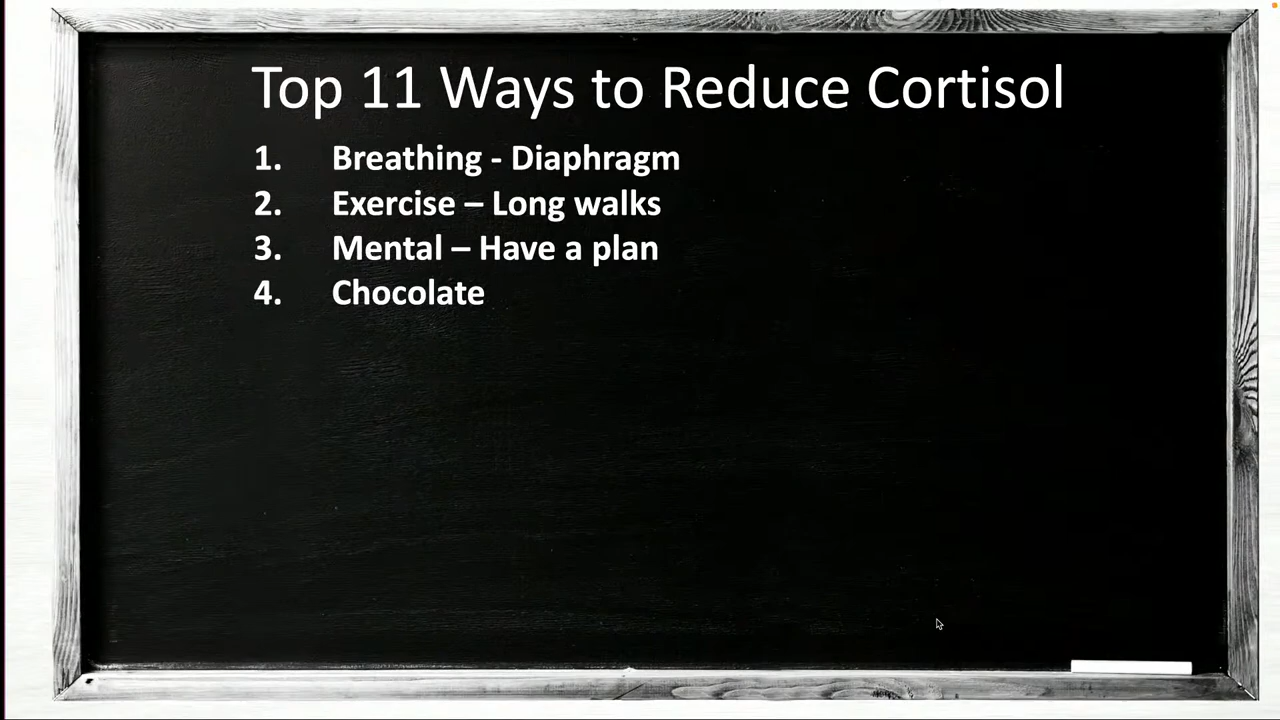 Top 11 Ways to Reduce Cortisol
1. Breathing - Diaphragm
2. Exercise – Long walks
3. Mental – Have a plan
4. Chocolate